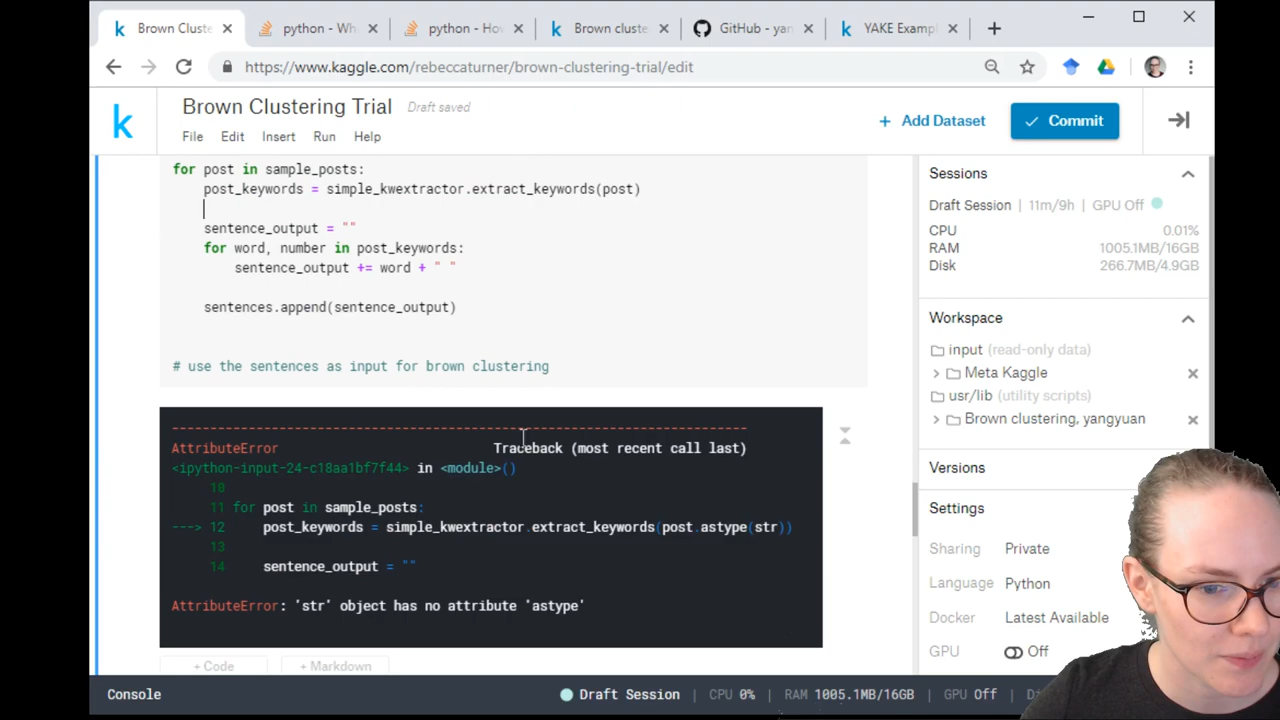 Brown Cluste
python - Wh
python - How
Brown cluste
GitHub - yan
YAKE Exampl
https://www.kaggle.com/rebeccaturner/brown-clustering-trial/edit
k
Brown Clustering Trial
Draft saved
File Edit Insert Run Help
+ Add Dataset
Commit
for post in sample_posts:
post_keywords = simple_kwextractor.extract_keywords(post)
sentence_output = ""
for word, number in post_keywords:
sentence_output += word + " "
sentences.append(sentence_output)
# use the sentences as input for brown clustering
AttributeError Traceback (most recent call last)
<ipython-input-24-c18aa1bf7f44> in <module>()
10
11 for post in sample_posts:
---> 12 post_keywords = simple_kwextractor.extract_keywords(post.astype(str))
13
14 sentence_output = ""
AttributeError: 'str' object has no attribute 'astype'
+ Code
+ Markdown
Sessions
Draft Session | 11m/9h | GPU Off
CPU 0.01%
RAM 1005.1MB/16GB
Disk 266.7MB/4.9GB
Workspace
input (read-only data)
Meta Kaggle
usr/lib (utility scripts)
Brown clustering, yangyuan
Versions
Settings
Sharing Private
Language Python
Docker Latest Available
GPU Off
Console
Draft Session | CPU 0% | RAM 1005.1MB/16GB | GPU Off |